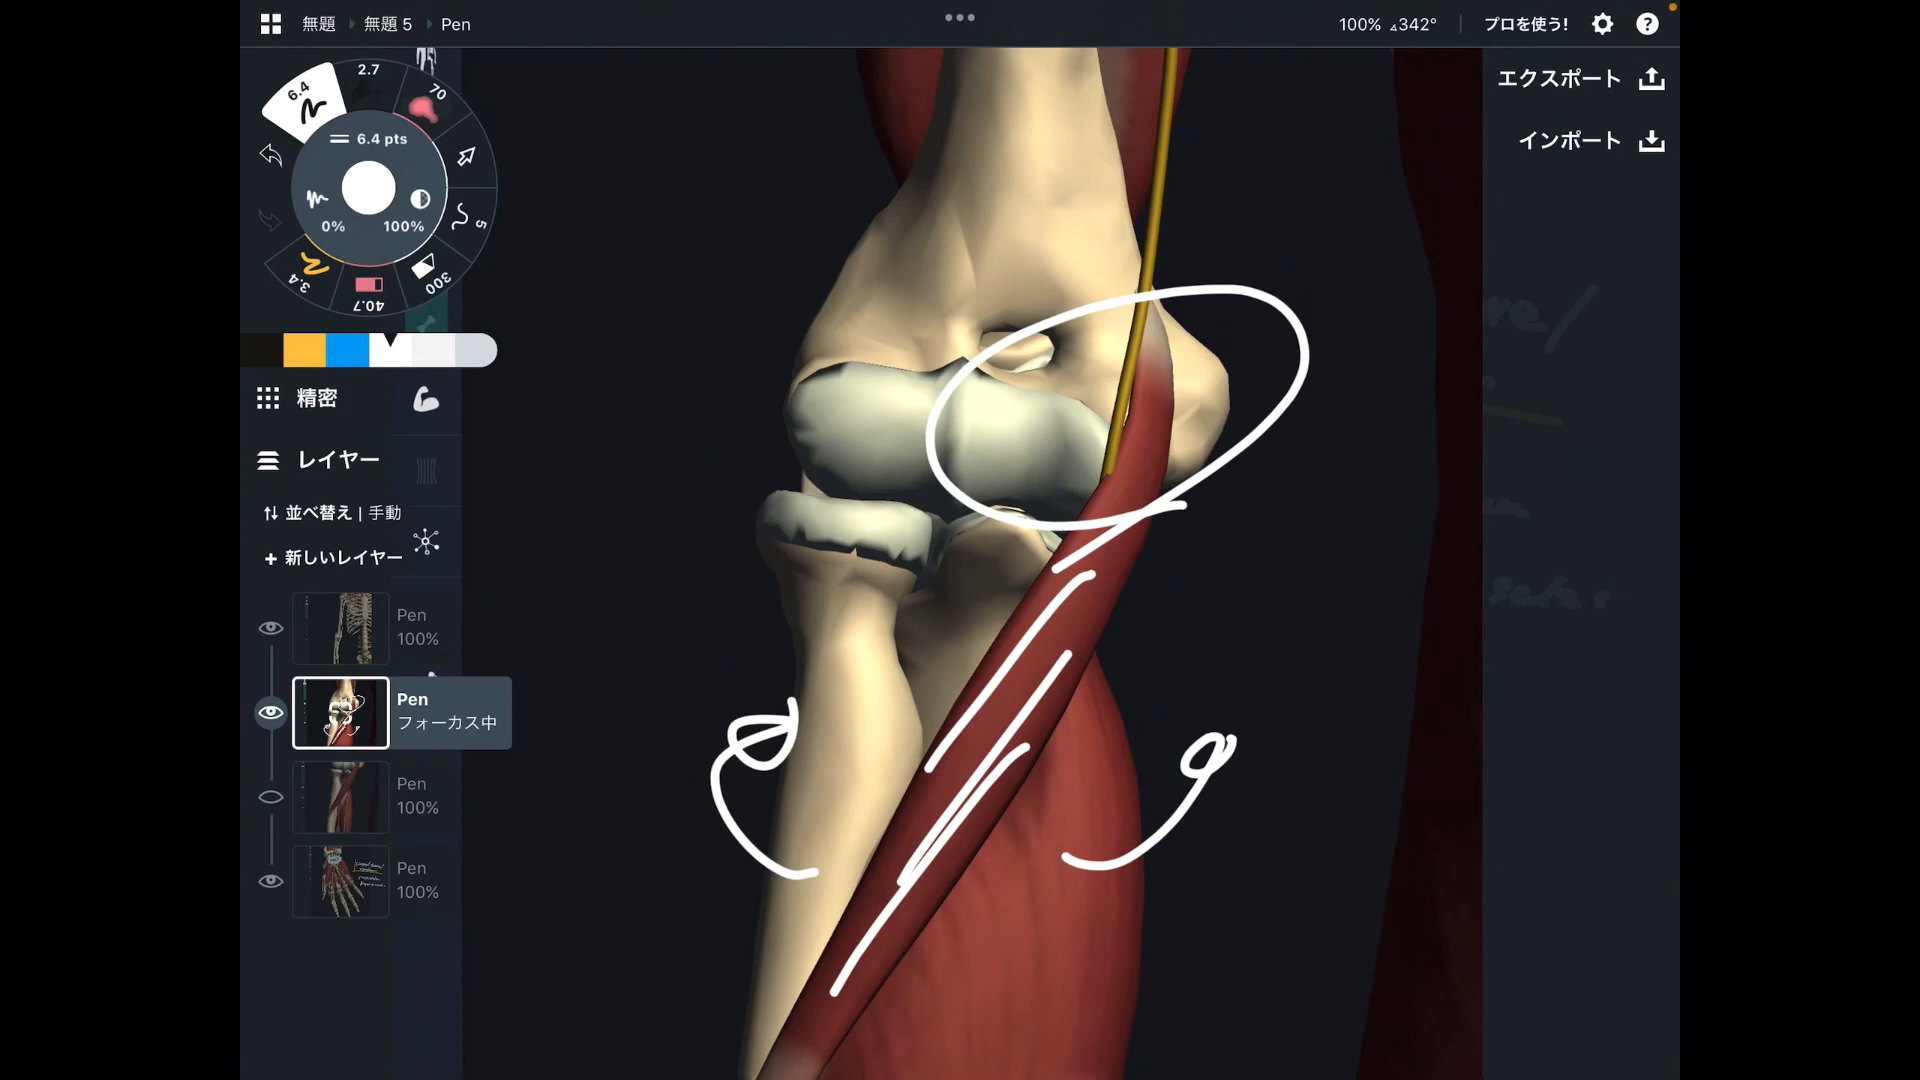 無題 無題 5 Pen
100% 342°
プロを使う!
エクスポート
インポート
6.4
2.7
70
6.4 pts
0%
100%
5
300
40.7
3.4
精密
レイヤー
並べ替え | 手動
+ 新しいレイヤー
Pen
100%
Pen
フォーカス中
Pen
100%
Pen
100%